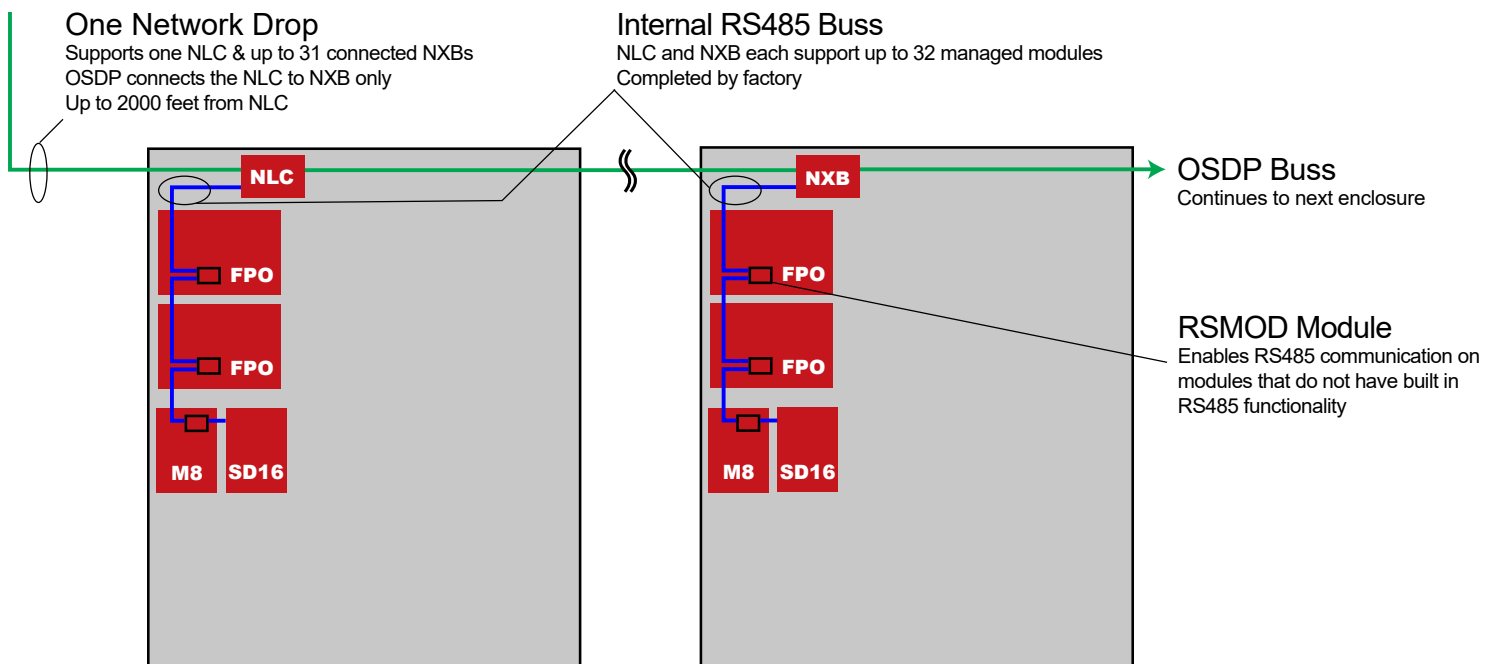 One Network Drop
Supports one NLC & up to 31 connected NXBs
OSDP connects the NLC to NXB only
Up to 2000 feet from NLC
Internal RS485 Buss
NLC and NXB each support up to 32 managed modules
Completed by factory
NLC
FPO
FPO
M8
SD16
NXB
FPO
FPO
M8
SD16
OSDP Buss
Continues to next enclosure
RSMOD Module
Enables RS485 communication on
modules that do not have built in
RS485 functionality